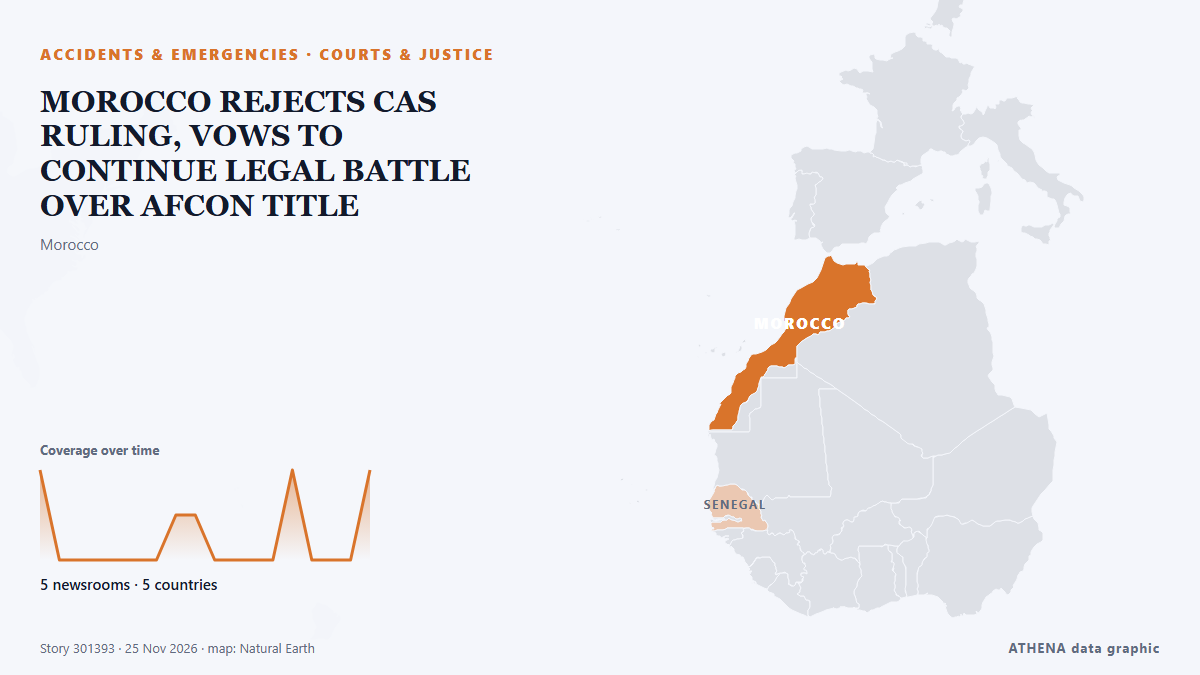 ACCIDENTS & EMERGENCIES · COURTS & JUSTICE
MOROCCO REJECTS CAS
RULING, VOWS TO
CONTINUE LEGAL BATTLE
OVER AFCON TITLE
Morocco
MOROCCO
SENEGAL
Coverage over time
5 newsrooms · 5 countries
Story 301393 · 25 Nov 2026 · map: Natural Earth
ATHENA data graphic